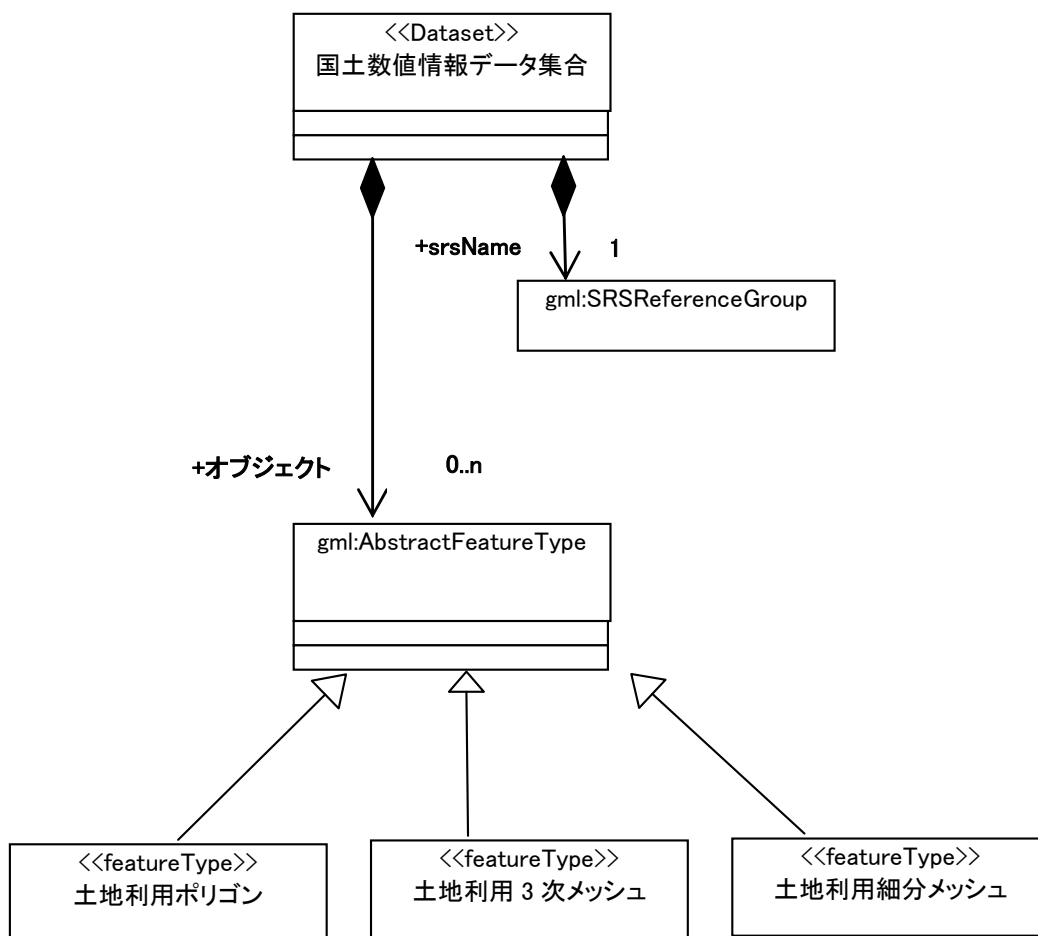 <<Dataset>>
国土数値情報データ集合
+srsName 1
gml:SRSReferenceGroup
+オブジェクト 0..n
gml:AbstractFeatureType
<<featureType>>
土地利用ポリゴン
<<featureType>>
土地利用 3 次メッシュ
<<featureType>>
土地利用細分メッシュ